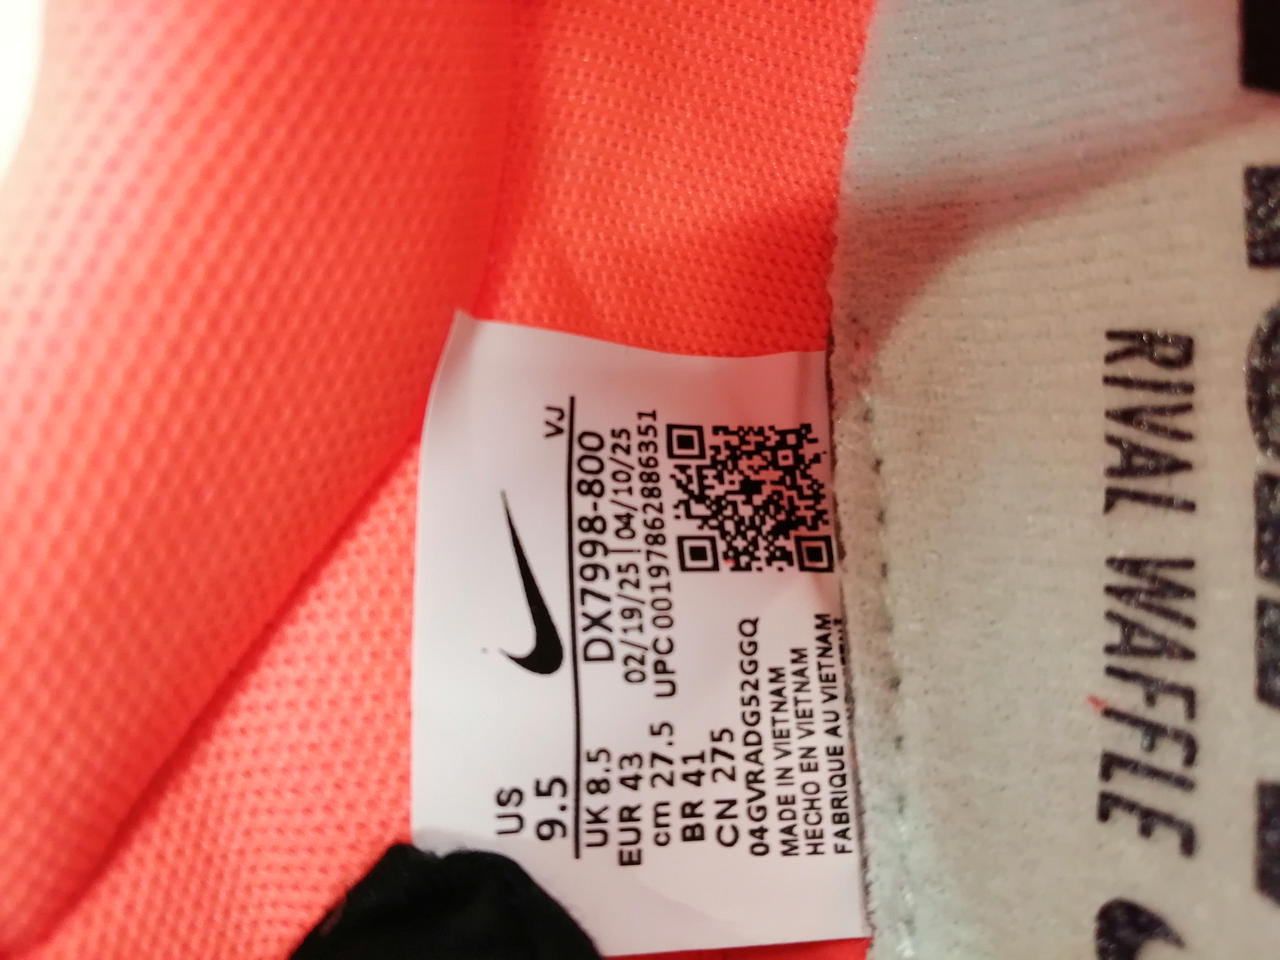 US
9.5
VJ
UK 8.5
EUR 43
cm 27.5
BR 41
CN 275
DX7998-800
02/19/25|04/10/25
UPC 00197862886351
04GVRADG52GGQ
MADE IN VIETNAM
HECHO EN VIETNAM
FABRIQUE AU VIETNAM
RIVAL WAFFLE